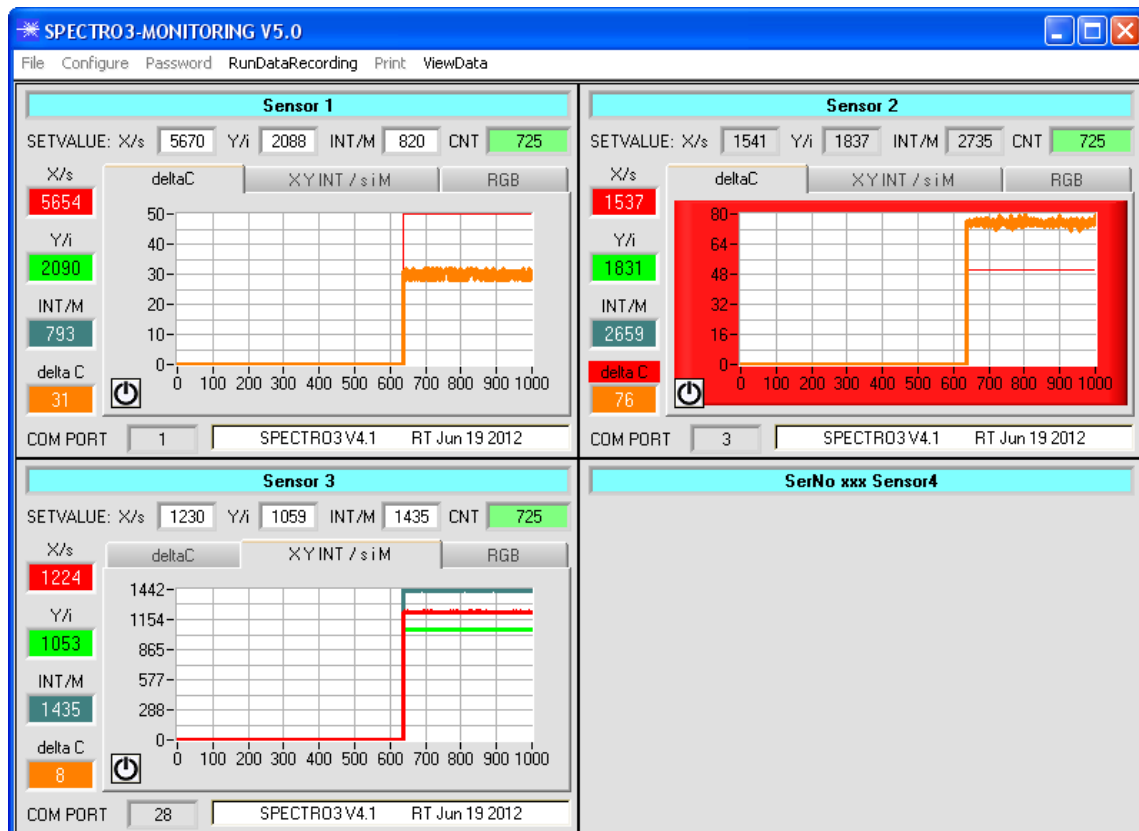 SPECTRO3-MONITORING V5.0
File Configure Password RunDataRecording Print ViewData
Sensor 1
SETVALUE: X/s 5670 Y/i 2088 INT/M 820 CNT 725
X/s
5654
Y/i
2090
INT/M
793
delta C
31
deltaC XYINT / siM RGB
50
40
30
20
10
0
0 100 200 300 400 500 600 700 800 900 1000
COM PORT 1 SPECTRO3 V4.1 RT Jun 19 2012
Sensor 2
SETVALUE: X/s 1541 Y/i 1837 INT/M 2735 CNT 725
X/s
1537
Y/i
1831
INT/M
2659
delta C
76
deltaC XYINT / siM RGB
80
64
48
32
16
0
0 100 200 300 400 500 600 700 800 900 1000
COM PORT 3 SPECTRO3 V4.1 RT Jun 19 2012
Sensor 3
SETVALUE: X/s 1230 Y/i 1059 INT/M 1435 CNT 725
X/s
1224
Y/i
1053
INT/M
1435
delta C
8
deltaC XYINT / siM RGB
1442
1154
865
577
288
0
0 100 200 300 400 500 600 700 800 900 1000
COM PORT 28 SPECTRO3 V4.1 RT Jun 19 2012
SerNo xxx Sensor4